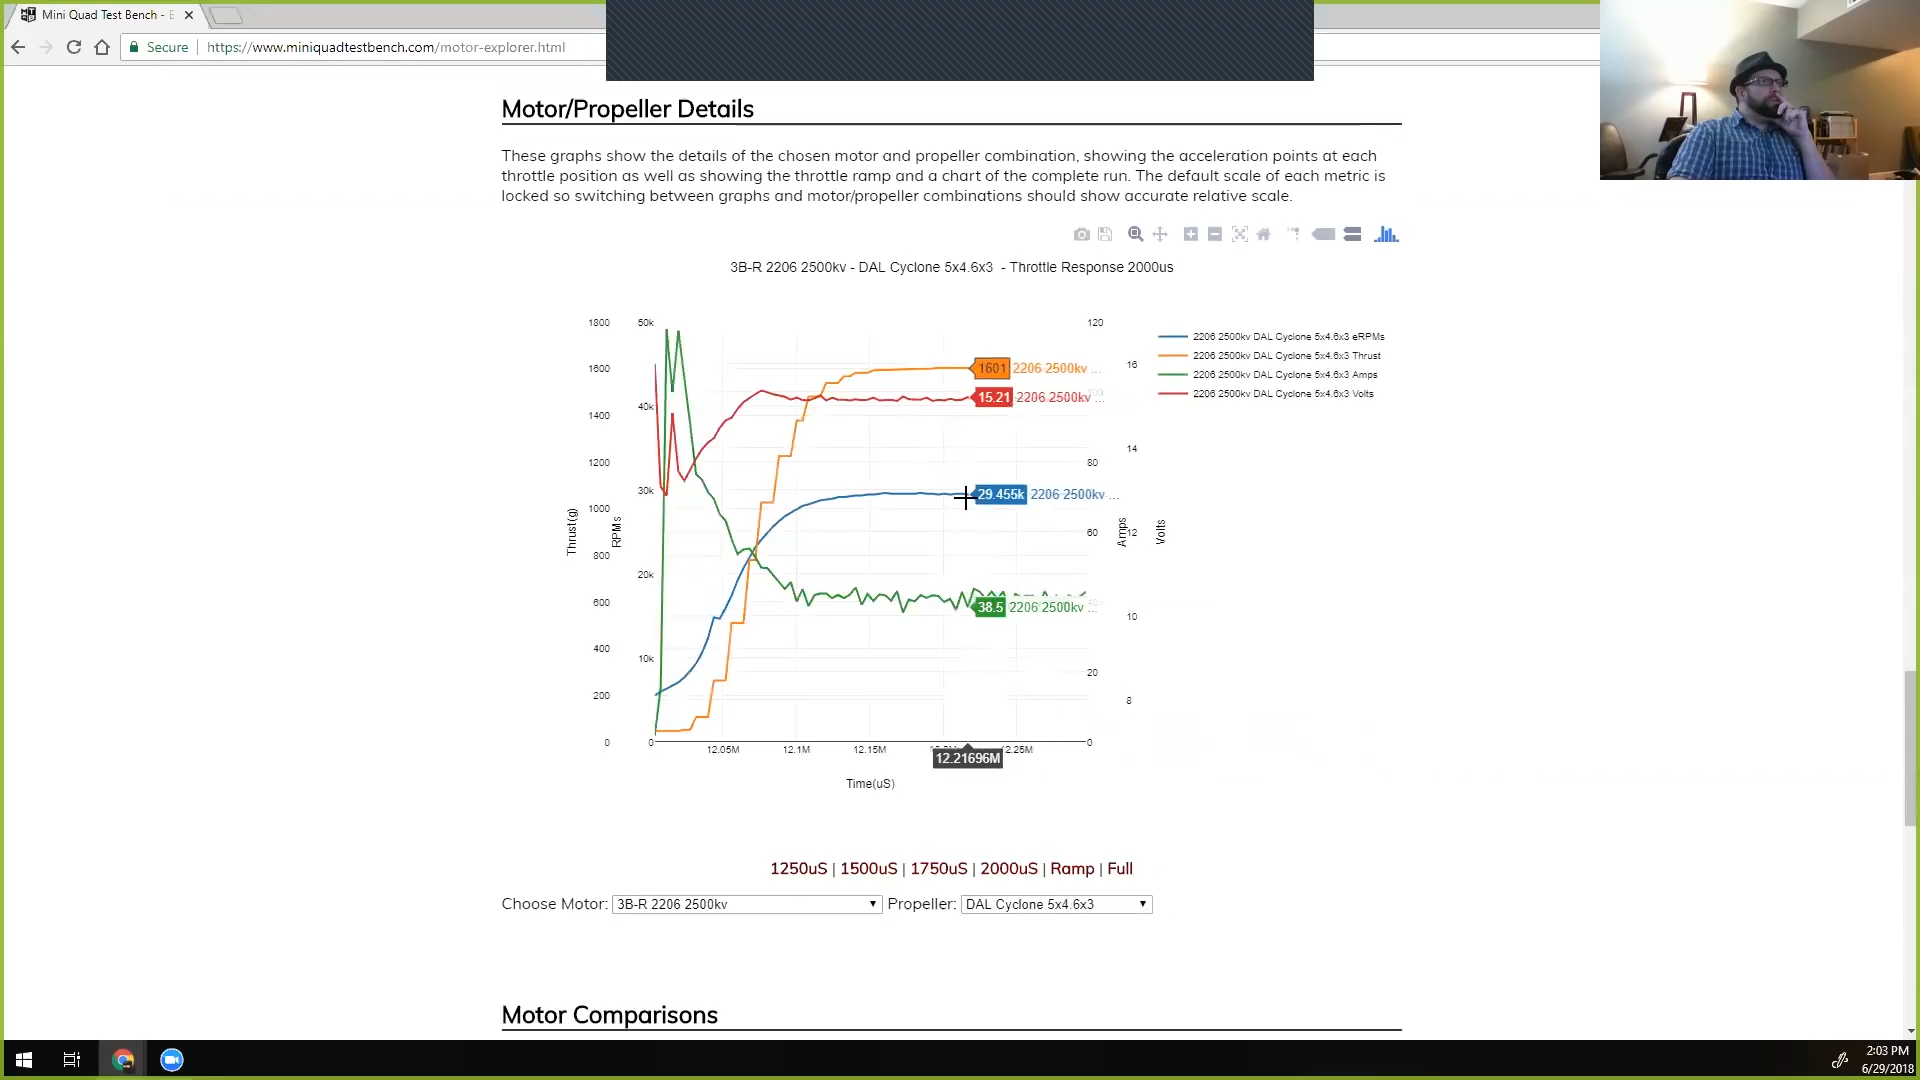 Mini Quad Test Bench - E
Secure
https://www.miniquadtestbench.com/motor-explorer.html
Motor/Propeller Details
These graphs show the details of the chosen motor and propeller combination, showing the acceleration points at each
throttle position as well as showing the throttle ramp and a chart of the complete run. The default scale of each metric is
locked so switching between graphs and motor/propeller combinations should show accurate relative scale.
3B-R 2206 2500kv - DAL Cyclone 5x4.6x3 - Throttle Response 2000us
1800
1600
1400
1200
1000
800
600
400
200
0
Thrust(g)
50k
40k
30k
20k
10k
0
RPMs
1601 2206 2500kv ...
15.21 2206 2500kv ...
29.455k 2206 2500kv ...
38.5 2206 2500kv ...
120
80
60
20
0
Amps
16
14
12
10
8
Volts
2206 2500kv DAL Cyclone 5x4.6x3 eRPMs
2206 2500kv DAL Cyclone 5x4.6x3 Thrust
2206 2500kv DAL Cyclone 5x4.6x3 Amps
2206 2500kv DAL Cyclone 5x4.6x3 Volts
12.05M 12.1M 12.15M 12.25M
12.21696M
Time(uS)
1250uS | 1500uS | 1750uS | 2000uS | Ramp | Full
Choose Motor: 3B-R 2206 2500kv Propeller: DAL Cyclone 5x4.6x3
Motor Comparisons
2:03 PM
6/29/2018